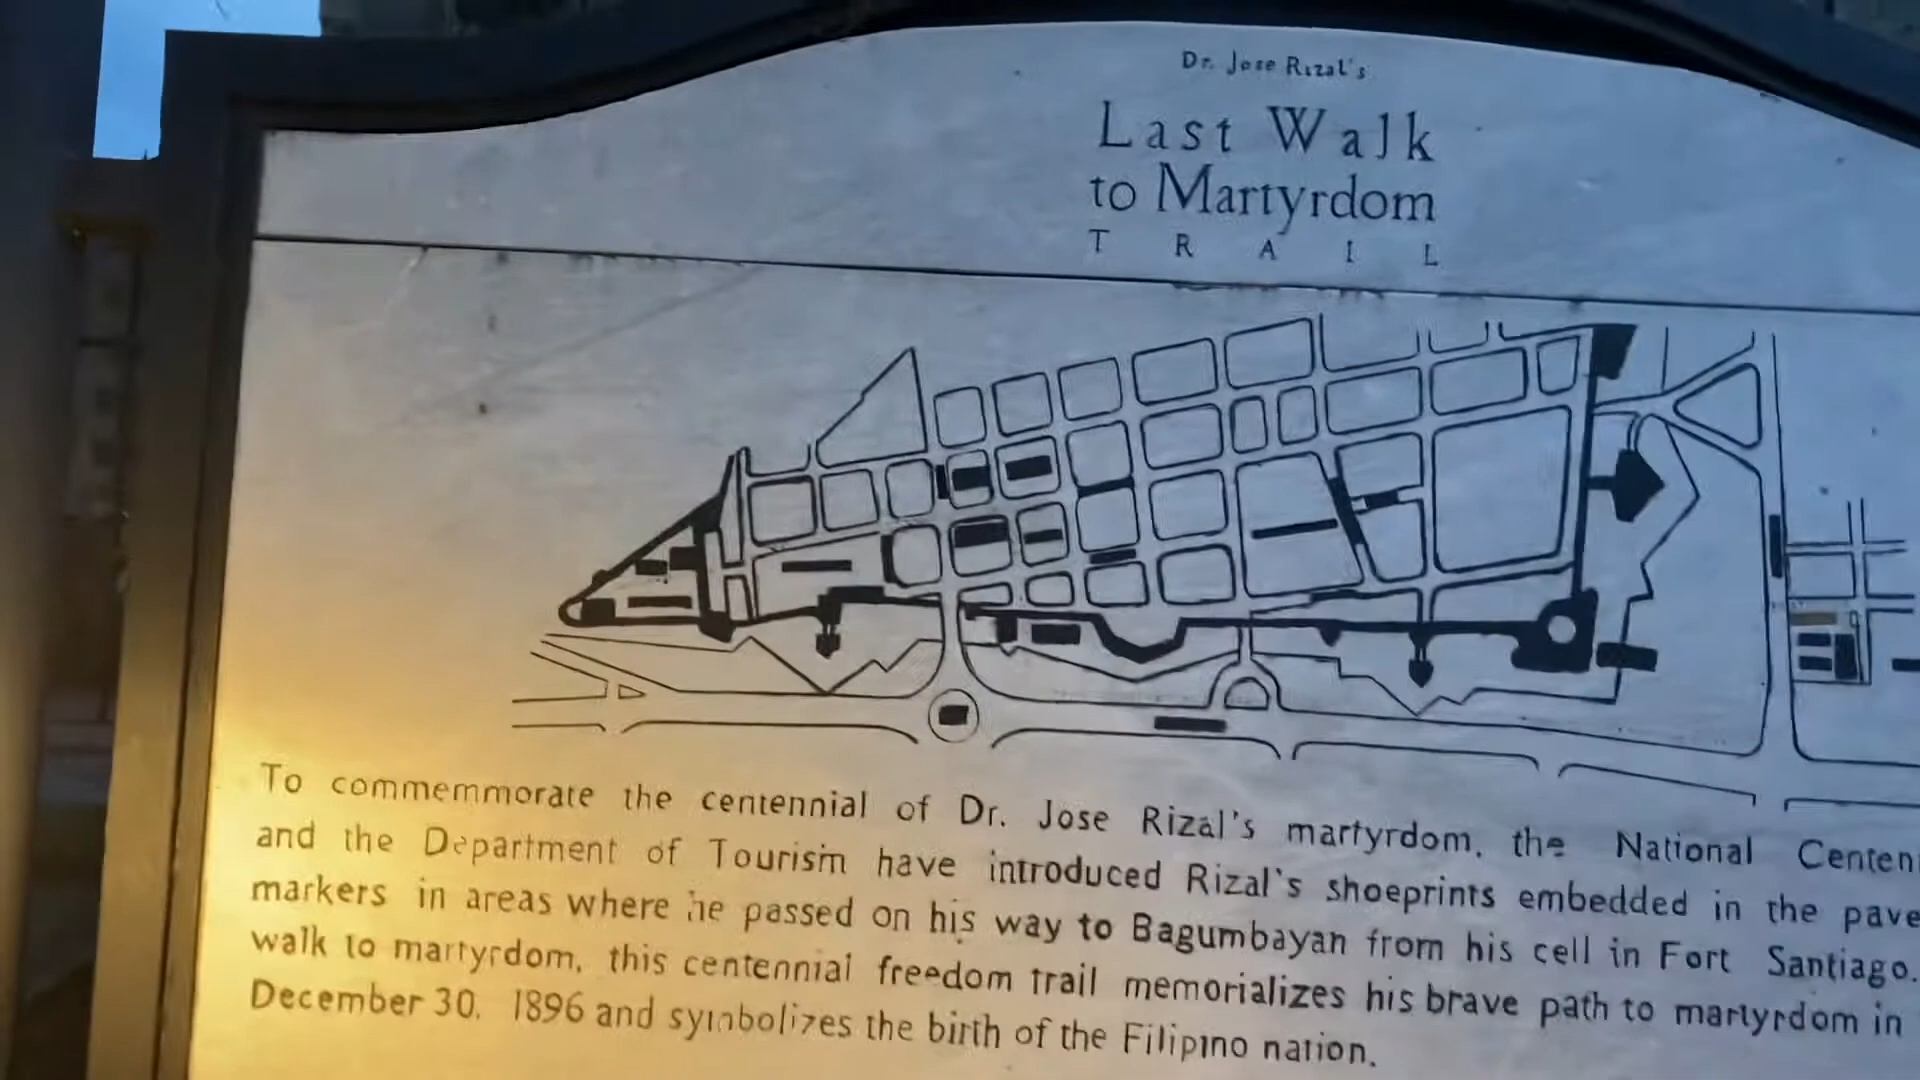 Dr. Jose Rizal's
Last Walk
to Martyrdom
TRAIL
To commemmorate the centennial of Dr. Jose Rizal's martyrdom, the National
and the Department of Tourism have introduced Rizal's shoeprints embedded in the
markers in areas where he passed on his way to Bagumbayan from his cell in Fort Santiago.
walk to martyrdom, this centennial freedom trail memorializes his brave path to martyrdom in
December 30, 1896 and symbolizes the birth of the Filipino nation.